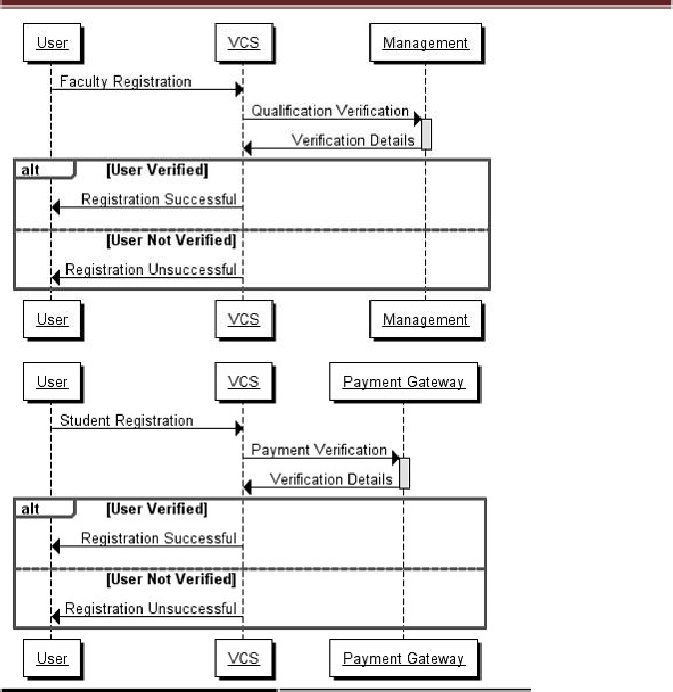 User VCS Management
Faculty Registration
Qualification Verification
Verification Details
alt [User Verified]
Registration Successful
[User Not Verified]
Registration Unsuccessful
User VCS Management
User VCS Payment Gateway
Student Registration
Payment Verification
Verification Details
alt [User Verified]
Registration Successful
[User Not Verified]
Registration Unsuccessful
User VCS Payment Gateway